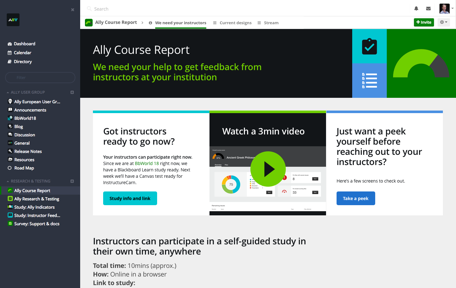 Search
ALLY
Dashboard
Calendar
Directory
ALLY USER GROUP
Ally European User Gr...
Announcements
BbWorld 18
Blog
Discussion
General
Release Notes
Resources
Road Map
RESEARCH & TESTING
Ally Course Report
Ally Research & Testing
Study: Ally Indicators
Study: Instructor Feed...
Survey: Support & docs
Ally Course Report
We need your instructors
Current designs
Stream
Invite
Ally Course Report
We need your help to get feedback from
instructors at your institution
Got instructors
ready to go now?
Your instructors can participate right now.
Since we are at BbWorld 18 right now, we
have a Blackboard Learn study ready. Next
week we'll have a Canvas test ready for
InstructureCon.
Study info and link
Watch a 3min video
Just want a peek
yourself before
reaching out to your
instructors?
Here's a few screens to check out.
Take a peek
Instructors can participate in a self-guided study in
their own time, anywhere
Total time: 10mins (approx.)
How: Online in a browser
Link to study: